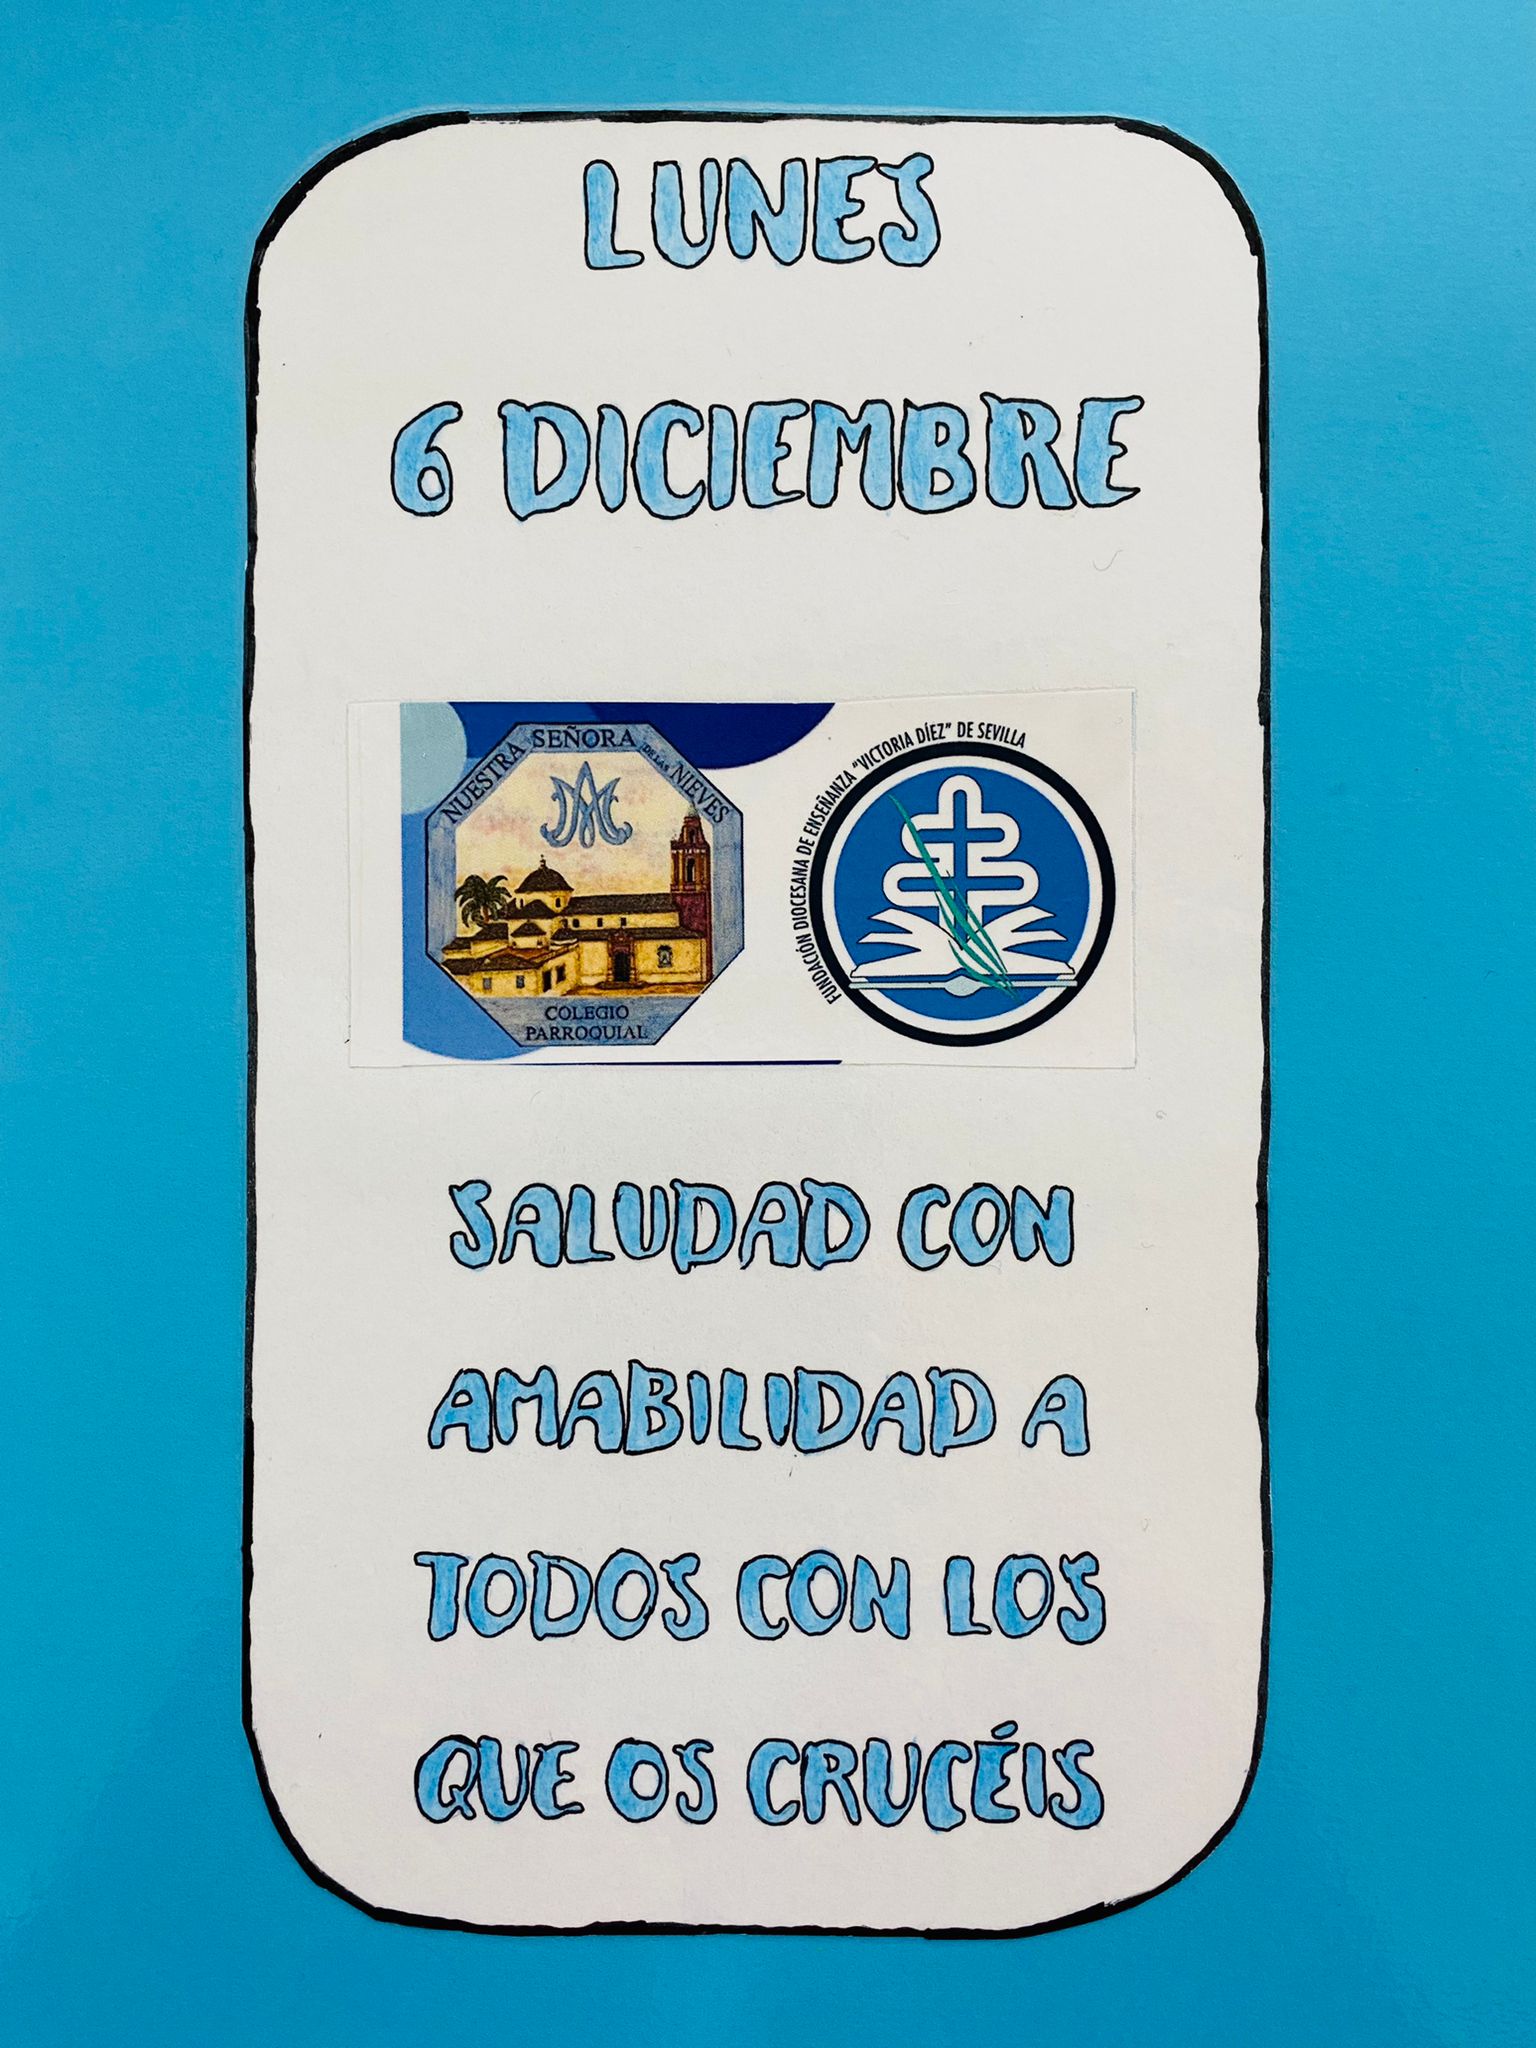 LUNES
6 DICIEMBRE
NUESTRA SEÑORA DE LAS NIEVES
COLEGIO
PARROQUIAL
FUNDACIÓN DIOCESANA DE ENSEÑANZA "VICTORIA DÍEZ" DE SEVILLA
SALUDAD CON
AMABILIDAD A
TODOS CON LOS
QUE OS CRUCÉIS